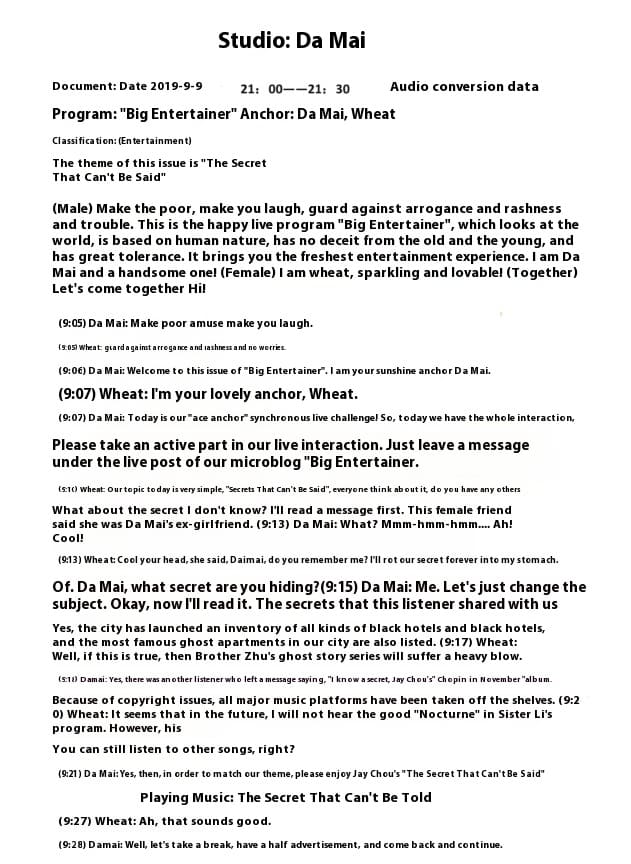 Studio: Da Mai
Document: Date 2019-9-9 21: 00——21: 30 Audio conversion data
Program: "Big Entertainer" Anchor: Da Mai, Wheat
Classification: (Entertainment)
The theme of this issue is "The Secret
That Can't Be Said"
(Male) Make the poor, make you laugh, guard against arrogance and rashness
and trouble. This is the happy live program "Big Entertainer", which looks at the
world, is based on human nature, has no deceit from the old and the young, and
has great tolerance. It brings you the freshest entertainment experience. I am Da
Mai and a handsome one! (Female) I am wheat, sparkling and lovable! (Together)
Let's come together Hi!
(9:05) Da Mai: Make poor amuse make you laugh.
(9:05) Wheat: guard against arrogance and rashness and no worries.
(9:06) Da Mai: Welcome to this issue of "Big Entertainer". I am your sunshine anchor Da Mai.
(9:07) Wheat: I'm your lovely anchor, Wheat.
(9:07) Da Mai: Today is our "ace anchor" synchronous live challenge! So, today we have the whole interaction,
Please take an active part in our live interaction. Just leave a message
under the live post of our microblog "Big Entertainer.
(9:10) Wheat: Our topic today is very simple, "Secrets That Can't Be Said", everyone think about it, do you have any others
What about the secret I don't know? I'll read a message first. This female friend
said she was Da Mai's ex-girlfriend. (9:13) Da Mai: What? Mmm-hmm-hmm.... Ah!
Cool!
(9:13) Wheat: Cool your head, she said, Daimai, do you remember me? I'll rot our secret forever into my stomach.
Of. Da Mai, what secret are you hiding?(9:15) Da Mai: Me. Let's just change the
subject. Okay, now I'll read it. The secrets that this listener shared with us
Yes, the city has launched an inventory of all kinds of black hotels and black hotels,
and the most famous ghost apartments in our city are also listed. (9:17) Wheat:
Well, if this is true, then Brother Zhu's ghost story series will suffer a heavy blow.
(9:18) Damai: Yes, there was another listener who left a message saying, "I know a secret, Jay Chou's" Chopin in November "album.
Because of copyright issues, all major music platforms have been taken off the shelves. (9:2
0) Wheat: It seems that in the future, I will not hear the good "Nocturne" in Sister Li's
program. However, his
You can still listen to other songs, right?
(9:21) Da Mai: Yes, then, in order to match our theme, please enjoy Jay Chou's "The Secret That Can't Be Said"
Playing Music: The Secret That Can't Be Told
(9:27) Wheat: Ah, that sounds good.
(9:28) Damai: Well, let's take a break, have a half advertisement, and come back and continue.